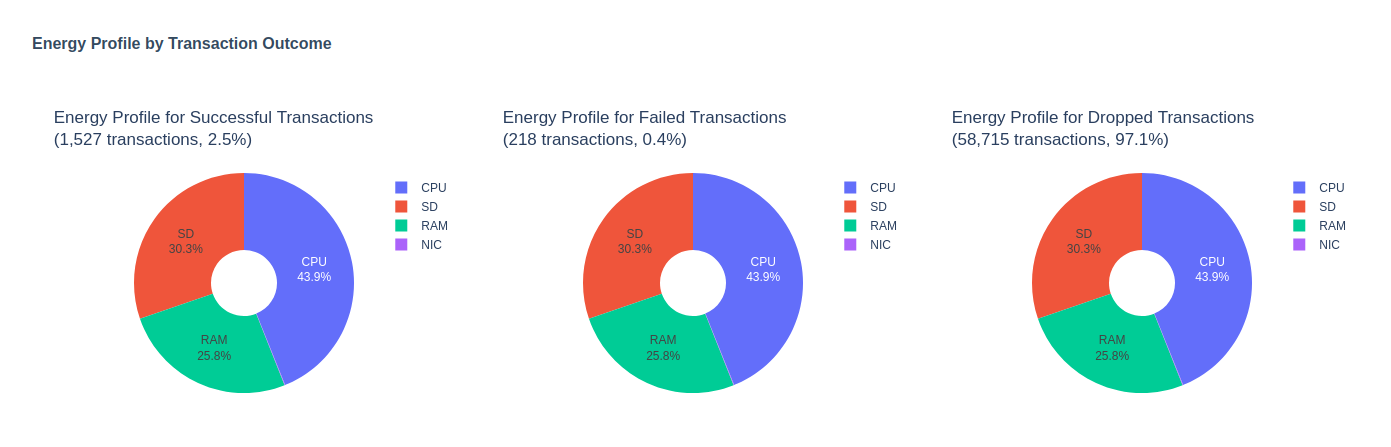 Energy Profile by Transaction Outcome
Energy Profile for Successful Transactions
(1,527 transactions, 2.5%)
CPU
SD
RAM
NIC
SD
30.3%
CPU
43.9%
RAM
25.8%
Energy Profile for Failed Transactions
(218 transactions, 0.4%)
CPU
SD
RAM
NIC
SD
30.3%
CPU
43.9%
RAM
25.8%
Energy Profile for Dropped Transactions
(58,715 transactions, 97.1%)
CPU
SD
RAM
NIC
SD
30.3%
CPU
43.9%
RAM
25.8%